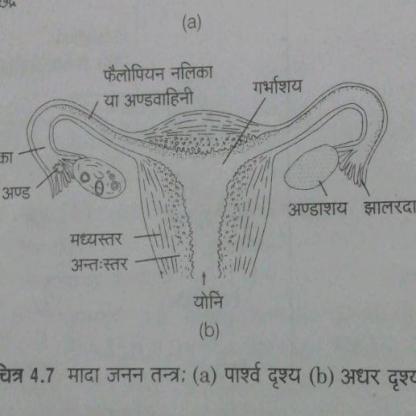 (a)
फैलोपियन नलिका
या अण्डवाहिनी
गर्भाशय
अण्ड
अण्डाशय झालरदा
मध्यस्तर
अन्तःस्तर
योनि
(b)
चित्र 4.7 मादा जनन तन्त्र: (a) पार्श्व दृश्य (b) अधर दृश्य